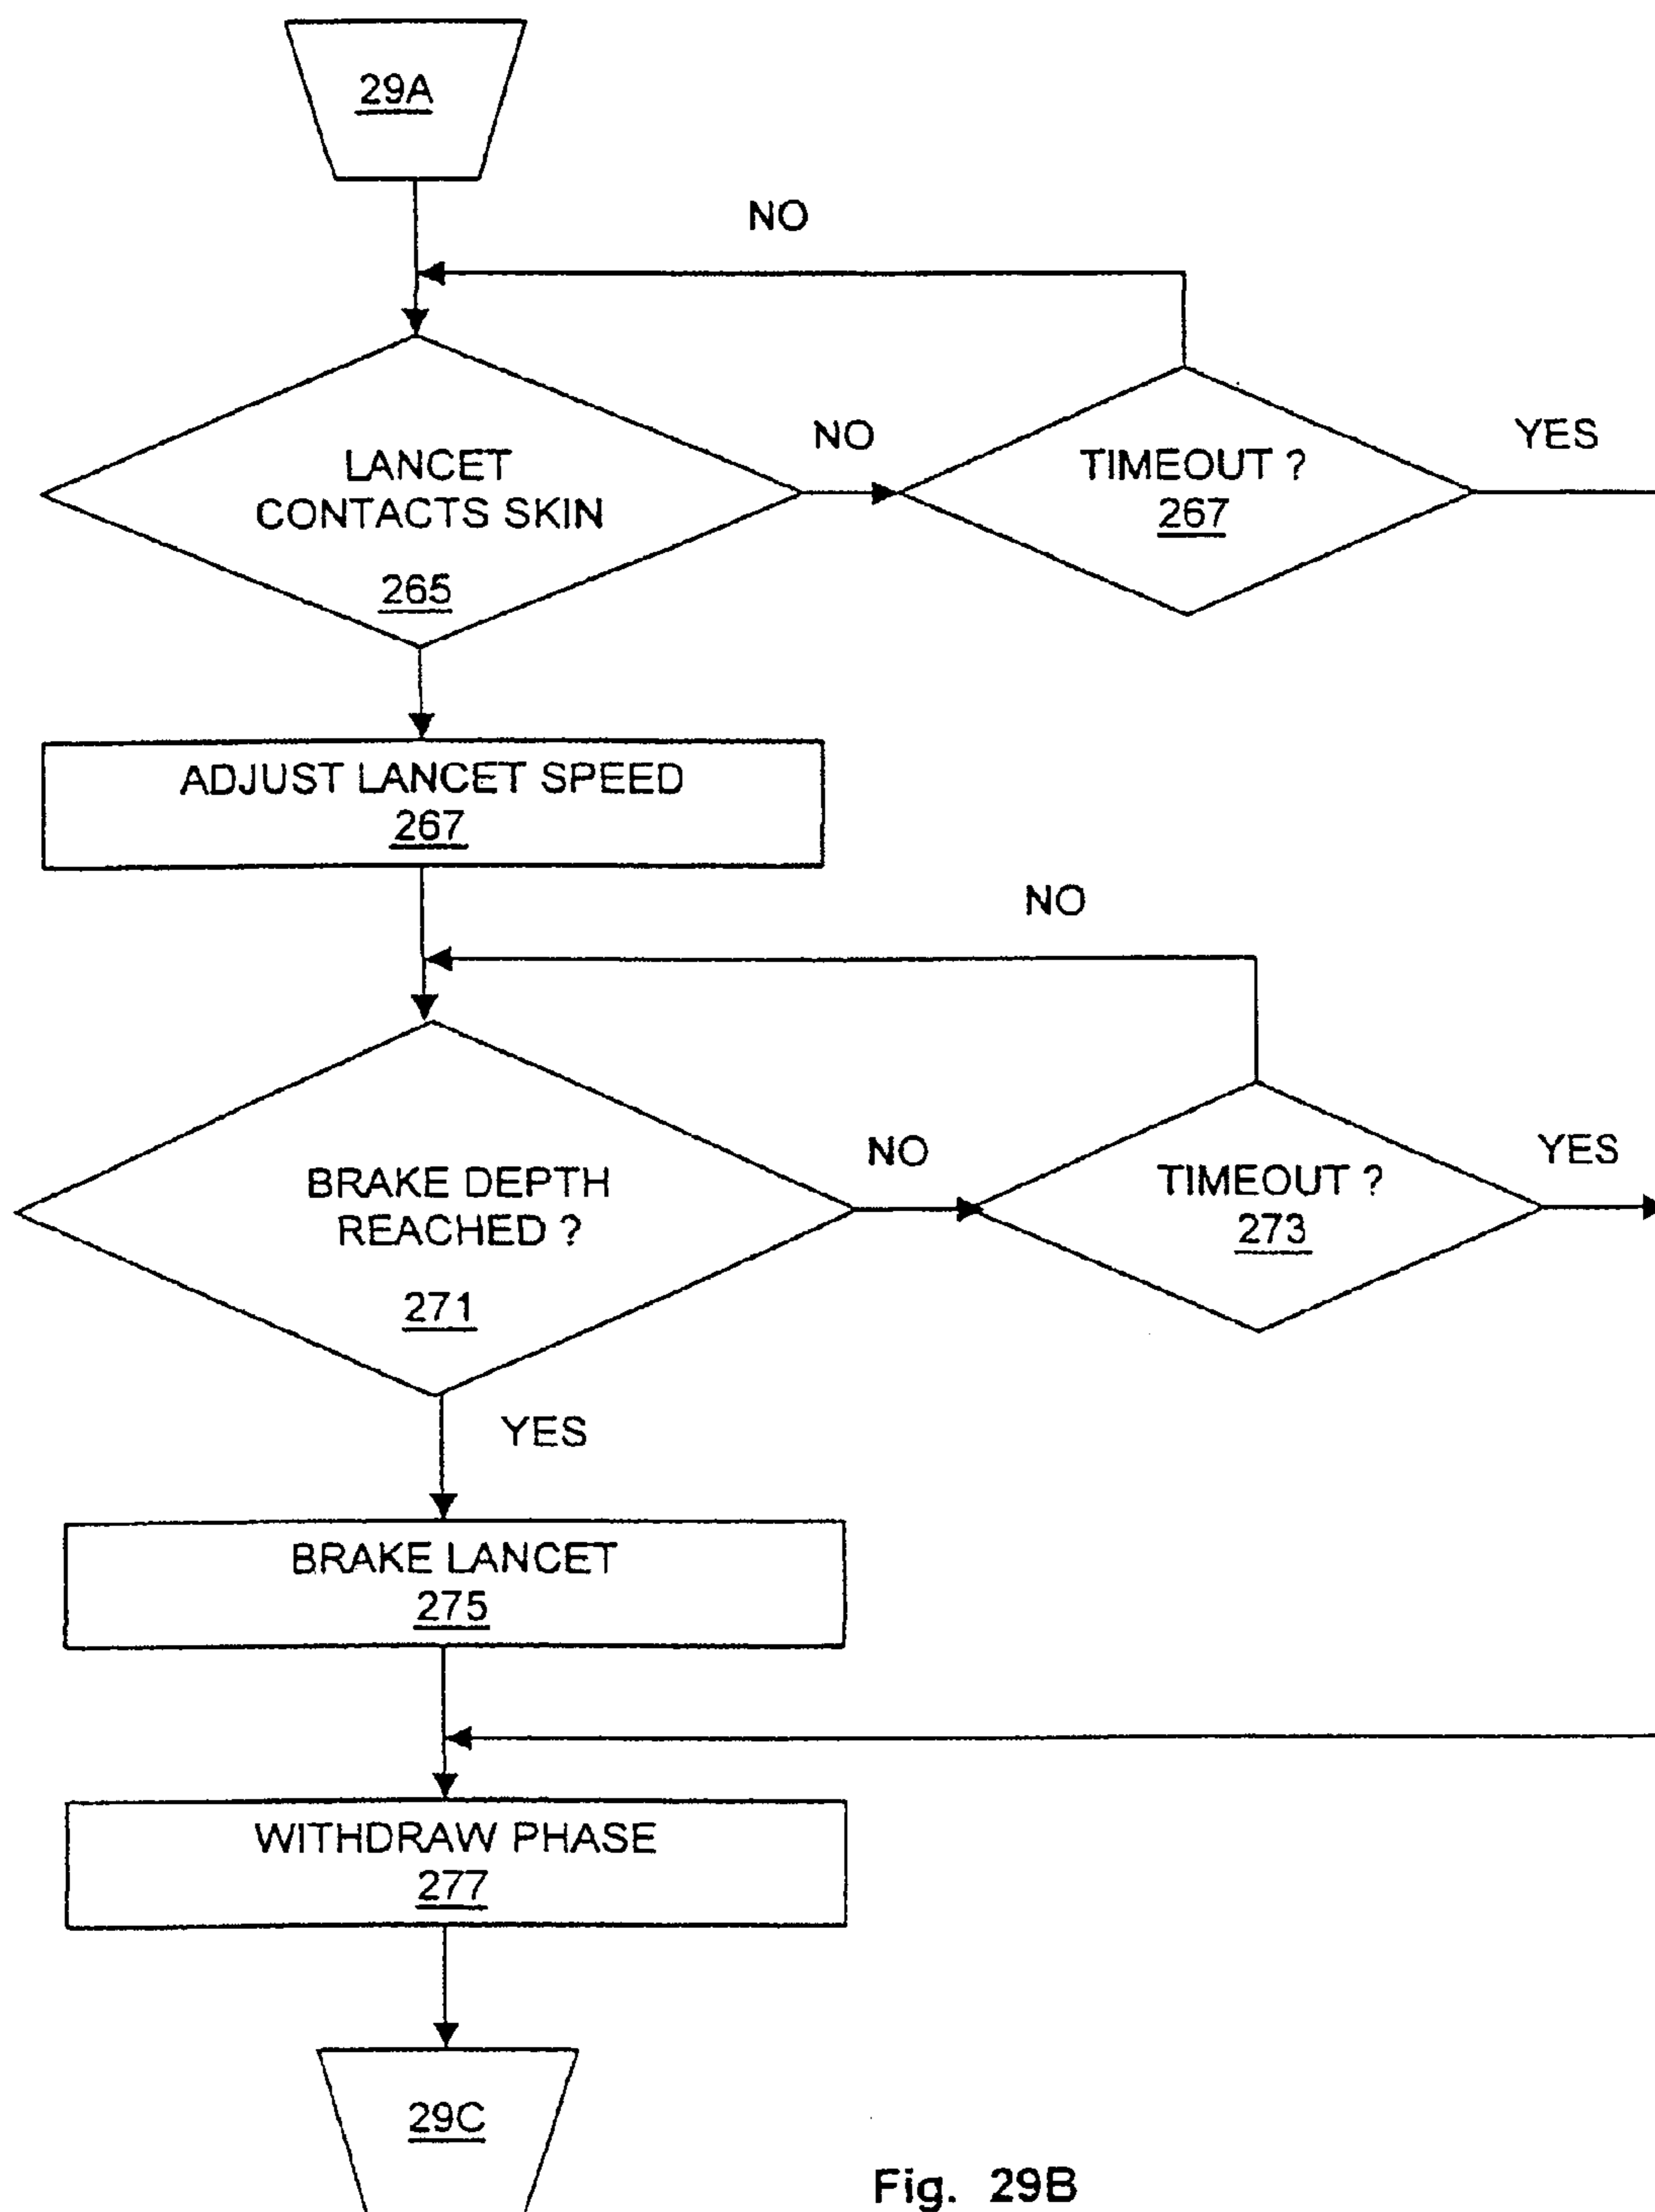 29A
NO
LANCET
CONTACTS SKIN
265
NO
TIMEOUT ?
267
YES
ADJUST LANCET SPEED
267
NO
BRAKE DEPTH
REACHED ?
271
NO
TIMEOUT ?
273
YES
YES
BRAKE LANCET
275
WITHDRAW PHASE
277
29C
Fig. 29B